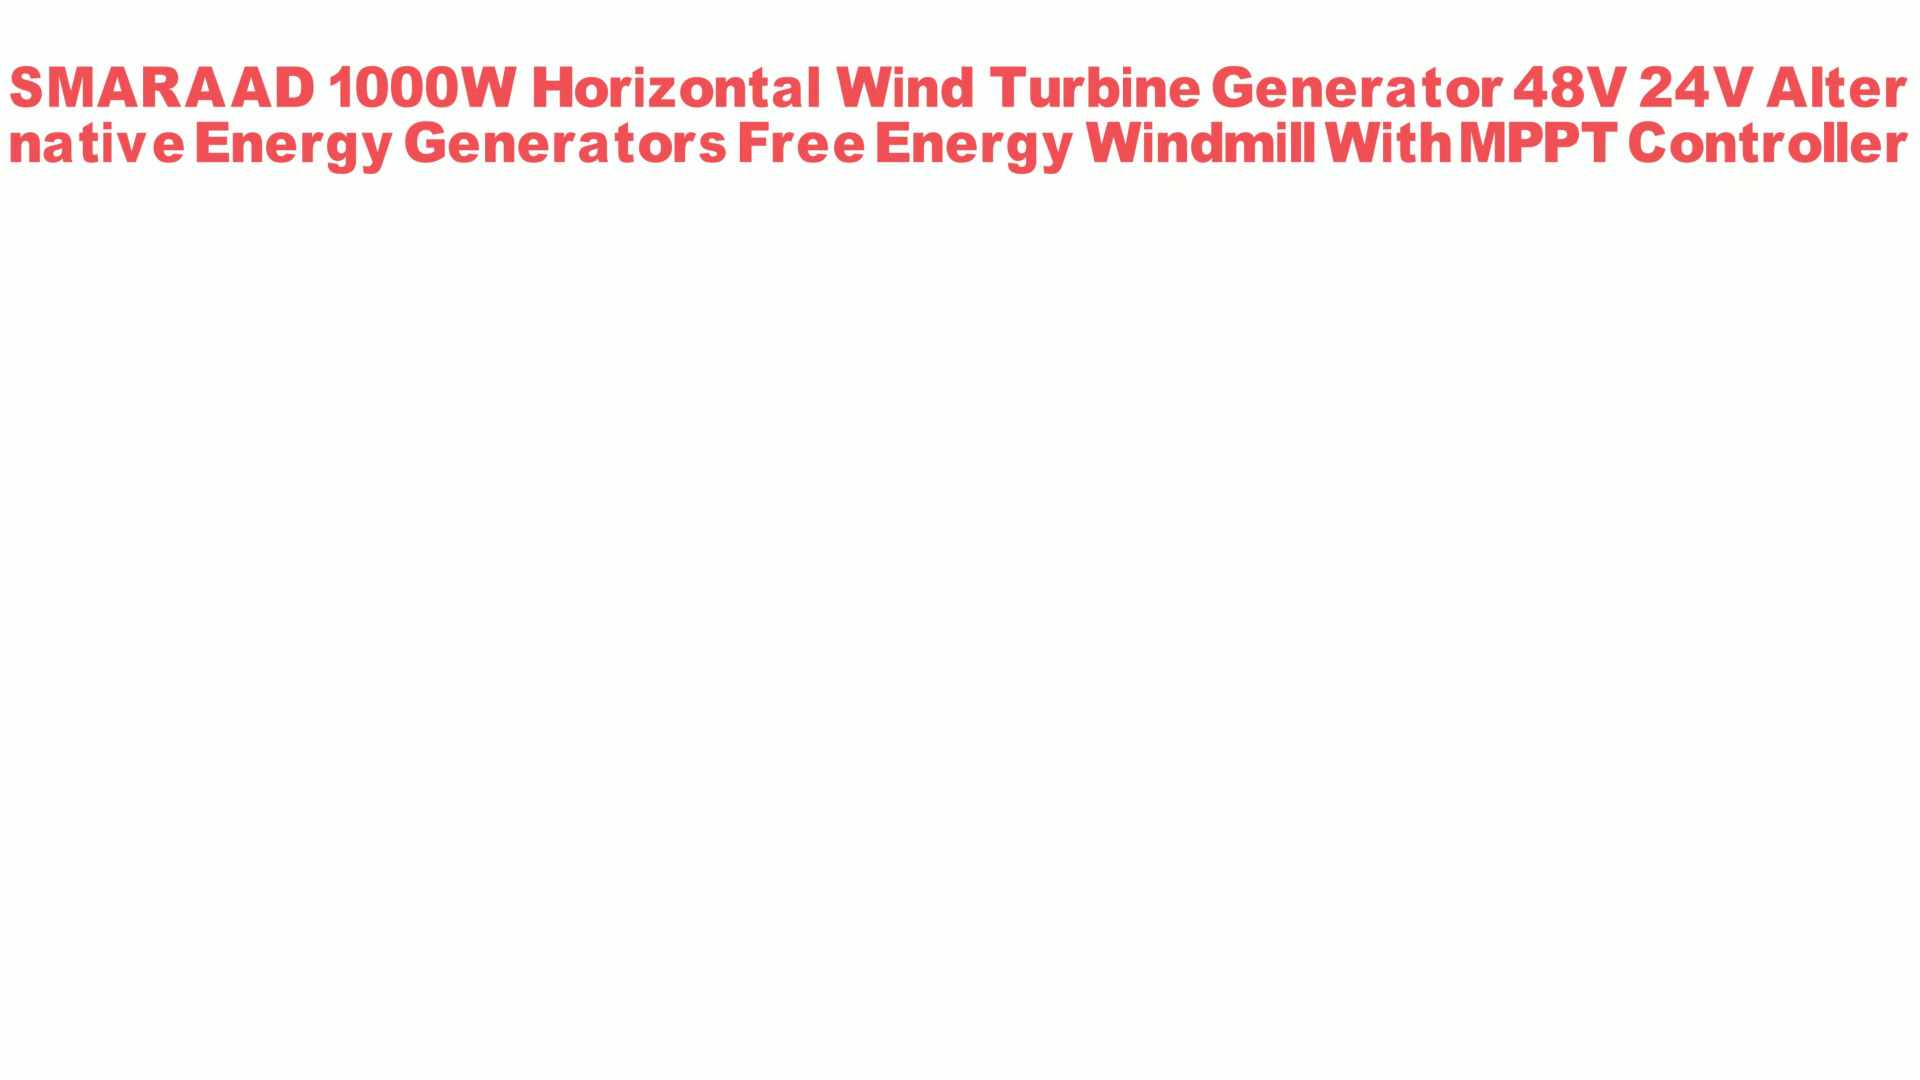 SMARAAD 1000W Horizontal Wind Turbine Generator 48V 24V Alter
native Energy Generators Free Energy Windmill With MPPT Controller